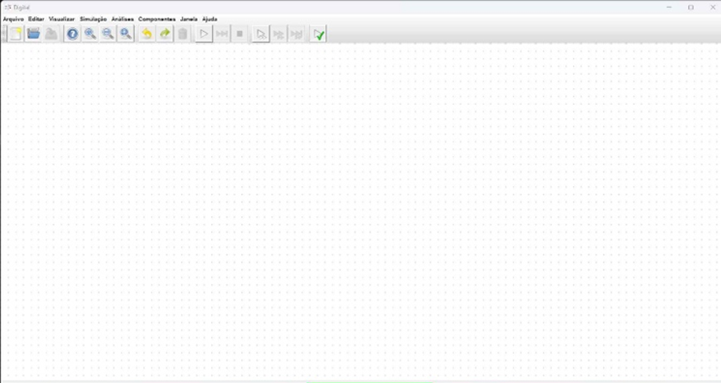 Digital
Arquivo Editar Visualizar Simulação Análises Componentes Janela Ajuda